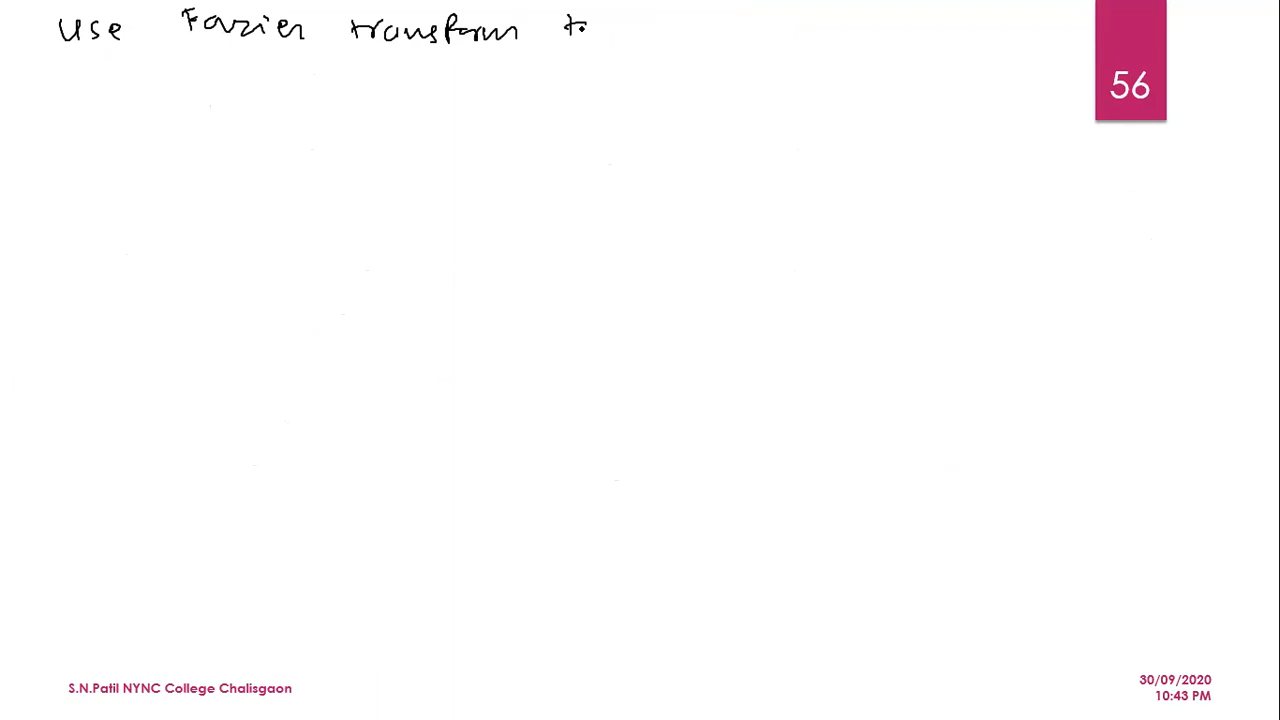 Use Fourier transform to
56
S.N.Patil NYNC College Chalisgaon
30/09/2020
10:43 PM